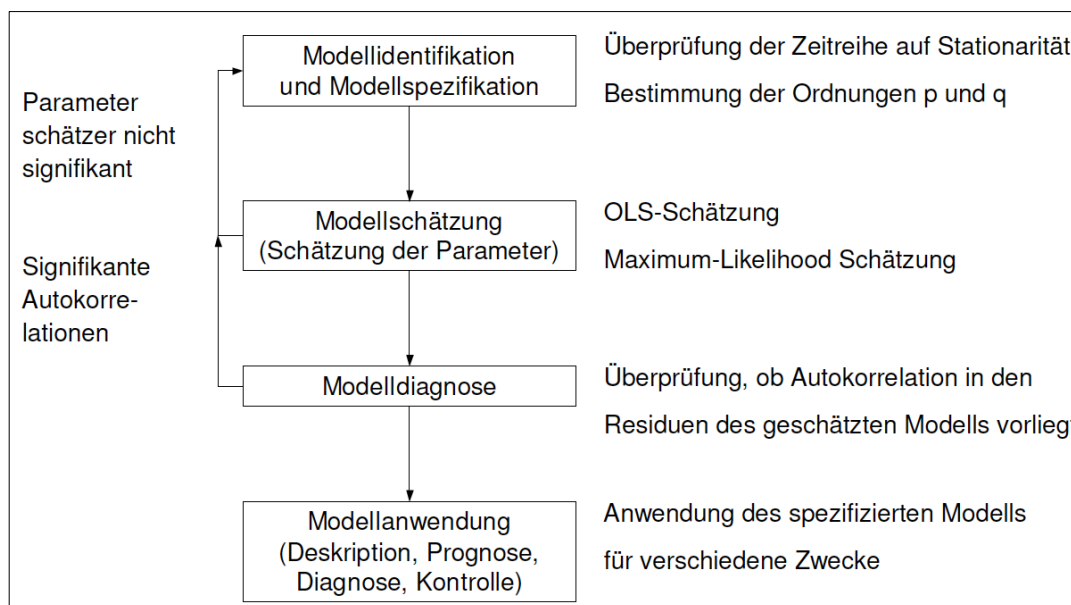 Modellidentifikation
und Modellspezifikation
Überprüfung der Zeitreihe auf Stationarität
Bestimmung der Ordnungen p und q
Parameter
schätzer nicht
signifikant
Modellschätzung
(Schätzung der Parameter)
OLS-Schätzung
Maximum-Likelihood Schätzung
Signifikante
Autokorre-
lationen
Modelldiagnose
Überprüfung, ob Autokorrelation in den
Residuen des geschätzten Modells vorliegt
Modellanwendung
(Deskription, Prognose,
Diagnose, Kontrolle)
Anwendung des spezifizierten Modells
für verschiedene Zwecke